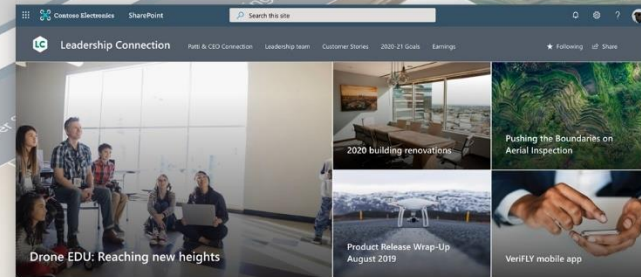 Contoso Electronics SharePoint Search this site ?
LC Leadership Connection Patti & CEO Connection Leadership team Customer Stories 2020-21 Goals Earnings Following Share
Drone EDU: Reaching new heights
2020 building renovations
Pushing the Boundaries on
Aerial Inspection
Product Release Wrap-Up
August 2019
VeriFLY mobile app